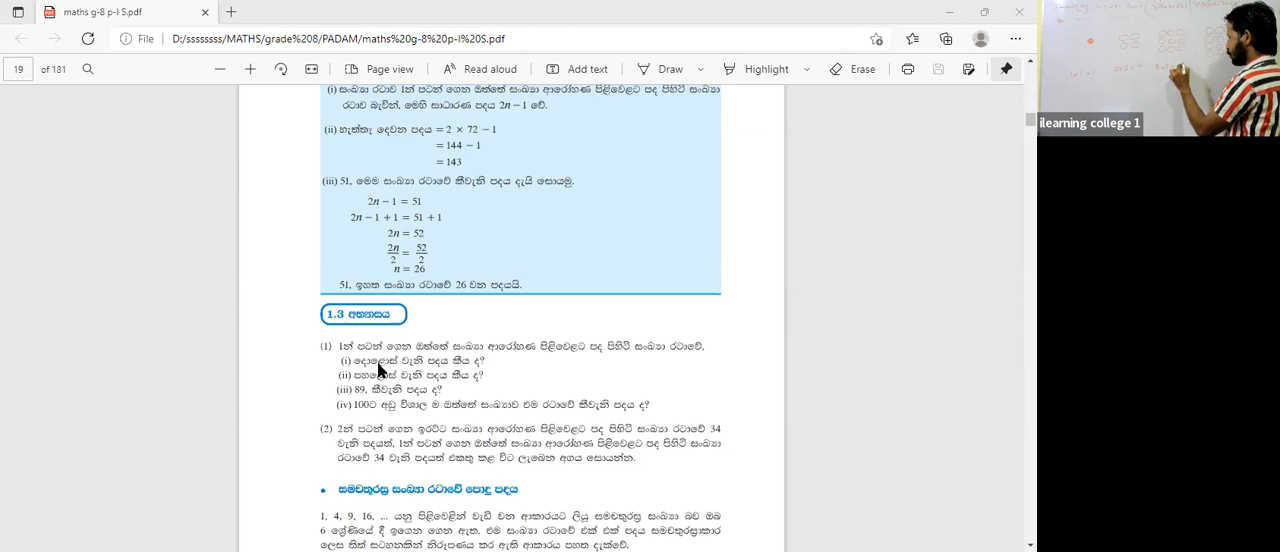 maths g-8 p-I S.pdf
File
D:/ssssssss/MATHS/grade%208/PADAM/maths%20g-8%20p-I%20S.pdf
19
of 181
Read aloud
Add text
Draw
Highlight
Erase
ilearning college 1
(i) සංඛ්‍යා රටාව 1න් පටන් ගෙන ඔත්තේ සංඛ්‍යා ආරෝහණ පිළිවෙළට පද පිහිටි සංඛ්‍යා
රටාව බැවින්, මෙහි සාධාරණ පදය 2n − 1 වේ.
(ii) හැත්තෑ දෙවන පදය = 2 × 72 − 1
= 144 − 1
= 143
(iii) 51, මෙම සංඛ්‍යා රටාවේ කීවැනි පදය දැයි සොයමු.
2n − 1 = 51
2n − 1 + 1 = 51 + 1
2n = 52
2n/2 = 52/2
n = 26
51, ඉහත සංඛ්‍යා රටාවේ 26 වන පදයයි.
1.3 අභ්‍යාසය
(1) 1න් පටන් ගෙන ඔත්තේ සංඛ්‍යා ආරෝහණ පිළිවෙළට පද පිහිටි සංඛ්‍යා රටාවේ,
(i) දොළොස් වැනි පදය කීය ද?
(ii) පහළොස් වැනි පදය කීය ද?
(iii) 89, කීවැනි පදය ද?
(iv) 100ට අඩු විශාල ම ඔත්තේ සංඛ්‍යාව එම රටාවේ කීවැනි පදය ද?
(2) 2න් පටන් ගෙන ඉරට්ට සංඛ්‍යා ආරෝහණ පිළිවෙළට පද පිහිටි සංඛ්‍යා රටාවේ 34
වැනි පදයත්, 1න් පටන් ගෙන ඔත්තේ සංඛ්‍යා ආරෝහණ පිළිවෙළට පද පිහිටි සංඛ්‍යා
රටාවේ 34 වැනි පදයත් එකතු කළ විට ලැබෙන අගය සොයන්න.
• සමචතුරස්‍ර සංඛ්‍යා රටාවේ පොදු පදය
1, 4, 9, 16, ... යනු පිළිවෙළින් වැඩි වන ආකාරයට ලියූ සමචතුරස්‍ර සංඛ්‍යා බව ඔබ
6 ශ්‍රේණියේ දී ඉගෙන ගෙන ඇත. එම සංඛ්‍යා රටාවේ එක් එක් පදය සමචතුරස්‍රාකාර
ලෙස තිත් සටහනකින් නිරූපණය කර ඇති ආකාරය පහත දැක්වේ.